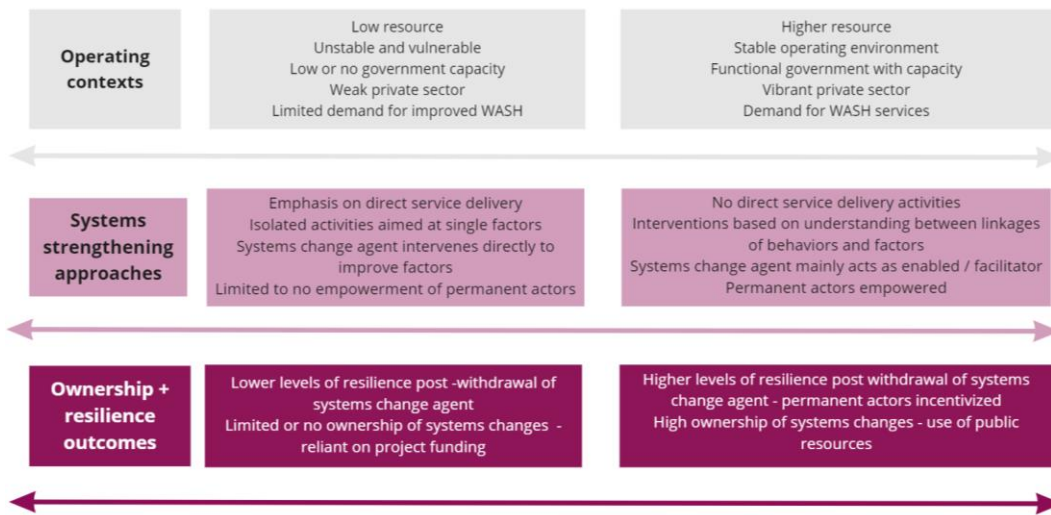 Operating
contexts
Low resource
Unstable and vulnerable
Low or no government capacity
Weak private sector
Limited demand for improved WASH
Higher resource
Stable operating environment
Functional government with capacity
Vibrant private sector
Demand for WASH services
Systems
strengthening
approaches
Emphasis on direct service delivery
Isolated activities aimed at single factors
Systems change agent intervenes directly to
improve factors
Limited to no empowerment of permanent actors
No direct service delivery activities
Interventions based on understanding between linkages
of behaviors and factors
Systems change agent mainly acts as enabled / facilitator
Permanent actors empowered
Ownership +
resilience
outcomes
Lower levels of resilience post -withdrawal of
systems change agent
Limited or no ownership of systems changes -
reliant on project funding
Higher levels of resilience post withdrawal of systems
change agent - permanent actors incentivized
High ownership of systems changes - use of public
resources